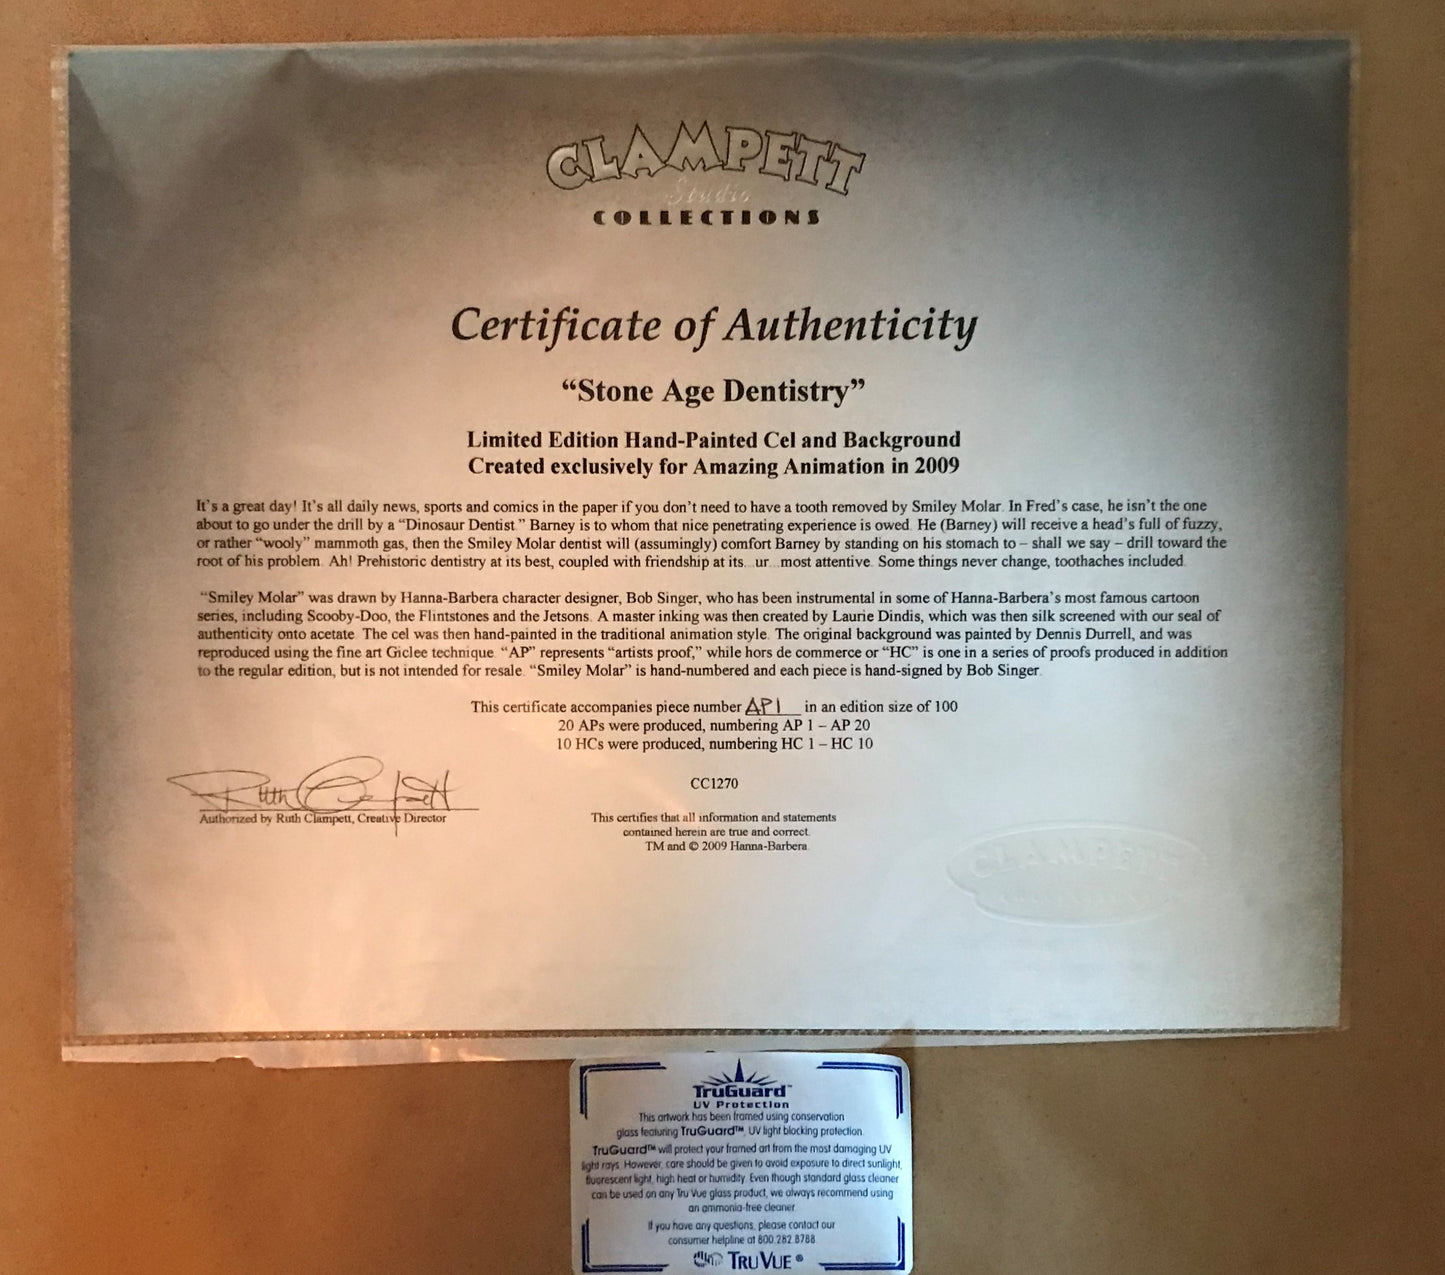 CLAMPETT
Studio
COLLECTIONS
Certificate of Authenticity
“Stone Age Dentistry”
Limited Edition Hand-Painted Cel and Background
Created exclusively for Amazing Animation in 2009
It’s a great day! It’s all daily news, sports and comics in the paper if you don’t need to have a tooth removed by Smiley Molar. In Fred’s case, he isn’t the one
about to go under the drill by a “Dinosaur Dentist.” Barney is to whom that nice penetrating experience is owed. He (Barney) will receive a head’s full of fuzzy,
or rather “wooly” mammoth gas, then the Smiley Molar dentist will (assumingly) comfort Barney by standing on his stomach to – shall we say – drill toward the
root of his problem. Ah! Prehistoric dentistry at its best, coupled with friendship at its...ur...most attentive. Some things never change, toothaches included.
“Smiley Molar” was drawn by Hanna-Barbera character designer, Bob Singer, who has been instrumental in some of Hanna-Barbera’s most famous cartoon
series, including Scooby-Doo, the Flintstones and the Jetsons. A master inking was then created by Laurie Dindis, which was then silk screened with our seal of
authenticity onto acetate. The cel was then hand-painted in the traditional animation style. The original background was painted by Dennis Durrell, and was
reproduced using the fine art Giclee technique. “AP” represents “artists proof,” while hors de commerce or “HC” is one in a series of proofs produced in addition
to the regular edition, but is not intended for resale. “Smiley Molar” is hand-numbered and each piece is hand-signed by Bob Singer.
This certificate accompanies piece number AP1 in an edition size of 100
20 APs were produced, numbering AP 1 – AP 20
10 HCs were produced, numbering HC 1 – HC 10
CC1270
Ruth Clampett
Authorized by Ruth Clampett, Creative Director
This certifies that all information and statements
contained herein are true and correct.
TM and © 2009 Hanna-Barbera.
CLAMPETT
TruGuard™
UV Protection
This artwork has been framed using conservation
glass featuring TruGuard™, UV light blocking protection.
TruGuard™ will protect your framed art from the most damaging UV
light rays. However, care should be given to avoid exposure to direct sunlight,
fluorescent light, high heat or humidity. Even though standard glass cleaner
can be used on any Tru Vue glass product, we always recommend using
an ammonia-free cleaner.
If you have any questions, please contact our
consumer helpline at 800.282.8788.
TRU VUE®